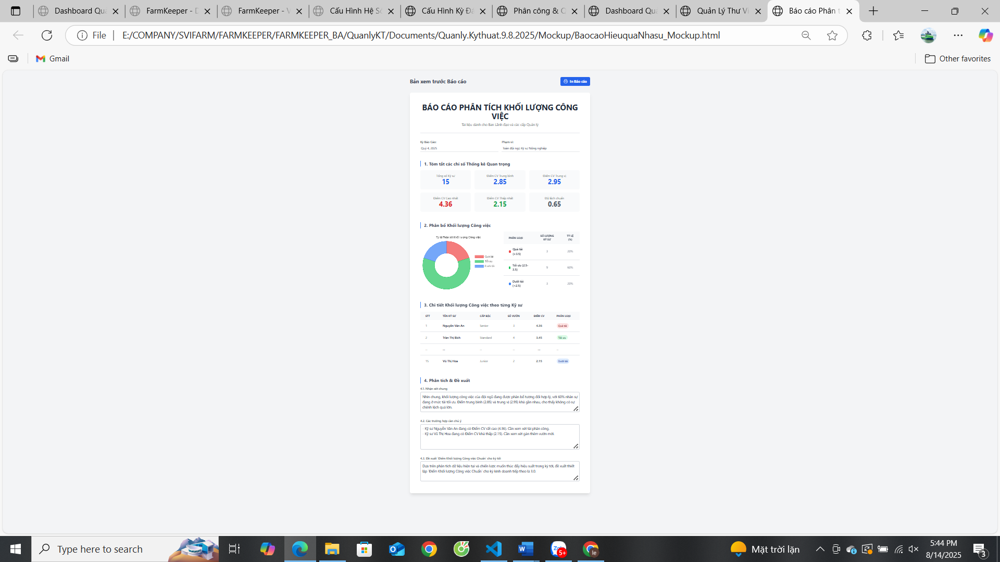 Dashboard Qua
FarmKeeper - D
FarmKeeper - V
Cấu Hình Hệ Số
Cấu Hình Kỳ Đá
Phân công & Q
Dashboard Qua
Quản Lý Thư Vi
Báo cáo Phân t
File
E:/COMPANY/SVIFARM/FARMKEEPER/FARMKEEPER_BA/QuanlyKT/Documents/Quanly.Kythuat.9.8.2025/Mockup/BaocaoHieuquaNhasu_Mockup.html
Gmail
Other favorites
Bản xem trước Báo cáo
In Báo cáo
BÁO CÁO PHÂN TÍCH KHỐI LƯỢNG CÔNG
VIỆC
Tài liệu dành cho Ban Lãnh đạo và các cấp Quản lý
Kỳ Báo Cáo:
Phạm vi:
Quý 4, 2025
Toàn đội ngũ Kỹ sư Nông nghiệp
1. Tóm tắt các chỉ số Thống kê Quan trọng
Tổng số Kỹ sư
Điểm CV Trung bình
Điểm CV Trung vị
15
2.85
2.95
Điểm CV Cao nhất
Điểm CV Thấp nhất
Độ lệch chuẩn
4.36
2.15
0.65
2. Phân bổ Khối lượng Công việc
Tỷ lệ Phân bổ Khối lượng Công việc
Quá tải
Tối ưu
Dưới tải
PHÂN LOẠI
SỐ LƯỢNG
KỸ SƯ
TỶ LỆ
(%)
Quá tải
(≥3.5)
3
20%
Tối ưu (2.5-
3.5)
9
60%
Dưới tải
(<2.5)
3
20%
3. Chi tiết Khối lượng Công việc theo từng Kỹ sư
STT
TÊN KỸ SƯ
CẤP BẬC
SỐ VƯỜN
ĐIỂM CV
PHÂN LOẠI
1
Nguyễn Văn An
Senior
3
4.36
Quá tải
2
Trần Thị Bích
Standard
4
3.45
Tối ưu
...
...
...
...
...
...
15
Vũ Thị Hoa
Junior
2
2.15
Dưới tải
4. Phân tích & Đề xuất
4.1. Nhận xét chung
Nhìn chung, khối lượng công việc của đội ngũ đang được phân bổ tương đối hợp lý, với 60% nhân sự
đang ở mức tải tối ưu. Điểm trung bình (2.85) và trung vị (2.95) khá gần nhau, cho thấy không có sự
chênh lệch quá lớn.
4.2. Các trường hợp cần chú ý
- Kỹ sư Nguyễn Văn An đang có Điểm CV rất cao (4.36). Cần xem xét tái phân công.
- Kỹ sư Vũ Thị Hoa đang có Điểm CV khá thấp (2.15). Cần xem xét gán thêm vườn mới.
4.3. Đề xuất 'Điểm Khối lượng Công việc Chuẩn' cho kỳ tới
Dựa trên phân tích dữ liệu hiện tại và chiến lược muốn thúc đẩy hiệu suất trong kỳ tới, đề xuất thiết
lập 'Điểm Khối lượng Công việc Chuẩn' cho kỳ kinh doanh tiếp theo là 3.0.
Type here to search
5+
le
Mặt trời lặn
5:44 PM
8/14/2025
3